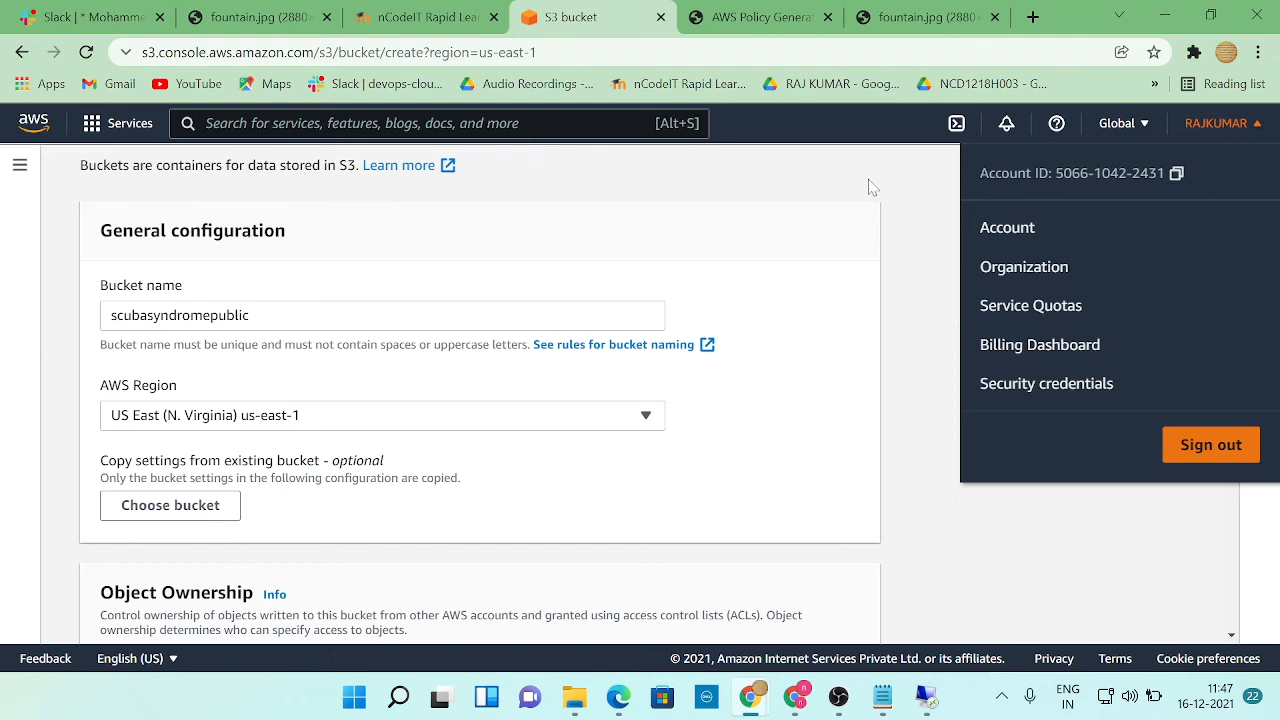 Slack | * Mohamme
fountain.jpg (2880×
nCodeIT Rapid Lear
S3 bucket
AWS Policy Generat
fountain.jpg (2880×
s3.console.aws.amazon.com/s3/bucket/create?region=us-east-1
Apps
Gmail
YouTube
Maps
Slack | devops-clou...
Audio Recordings -...
nCodeIT Rapid Lear...
RAJ KUMAR - Goog...
NCD1218H003 - G...
»
Reading list
aws
Services
Search for services, features, blogs, docs, and more
[Alt+S]
Global
RAJKUMAR
Buckets are containers for data stored in S3. Learn more
Account ID: 5066-1042-2431
General configuration
Account
Organization
Bucket name
scubasyndromepublic
Service Quotas
Bucket name must be unique and must not contain spaces or uppercase letters. See rules for bucket naming
Billing Dashboard
AWS Region
Security credentials
US East (N. Virginia) us-east-1
Sign out
Copy settings from existing bucket - optional
Only the bucket settings in the following configuration are copied.
Choose bucket
Object Ownership Info
Control ownership of objects written to this bucket from other AWS accounts and granted using access control lists (ACLs). Object
ownership determines who can specify access to objects.
Feedback
English (US)
© 2021, Amazon Internet Services Private Ltd. or its affiliates.
Privacy
Terms
Cookie preferences
ENG
IN
11:47
16-12-2021
22